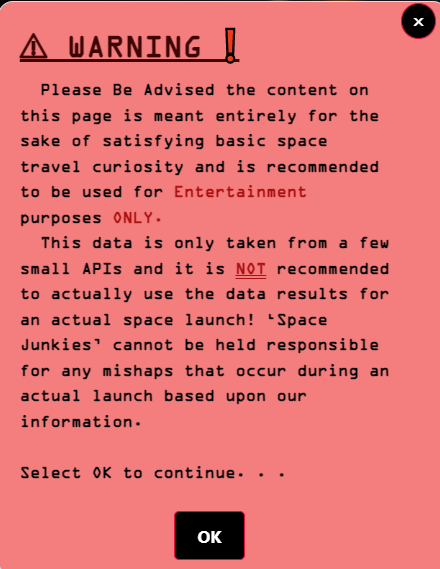 x
⚠ WARNING ❗
Please Be Advised the content on
this page is meant entirely for the
sake of satisfying basic space
travel curiosity and is recommended
to be used for Entertainment
purposes ONLY.
This data is only taken from a few
small APIs and it is NOT recommended
to actually use the data results for
an actual space launch! ‘Space
Junkies’ cannot be held responsible
for any mishaps that occur during an
actual launch based upon our
information.
Select OK to continue. . .
OK